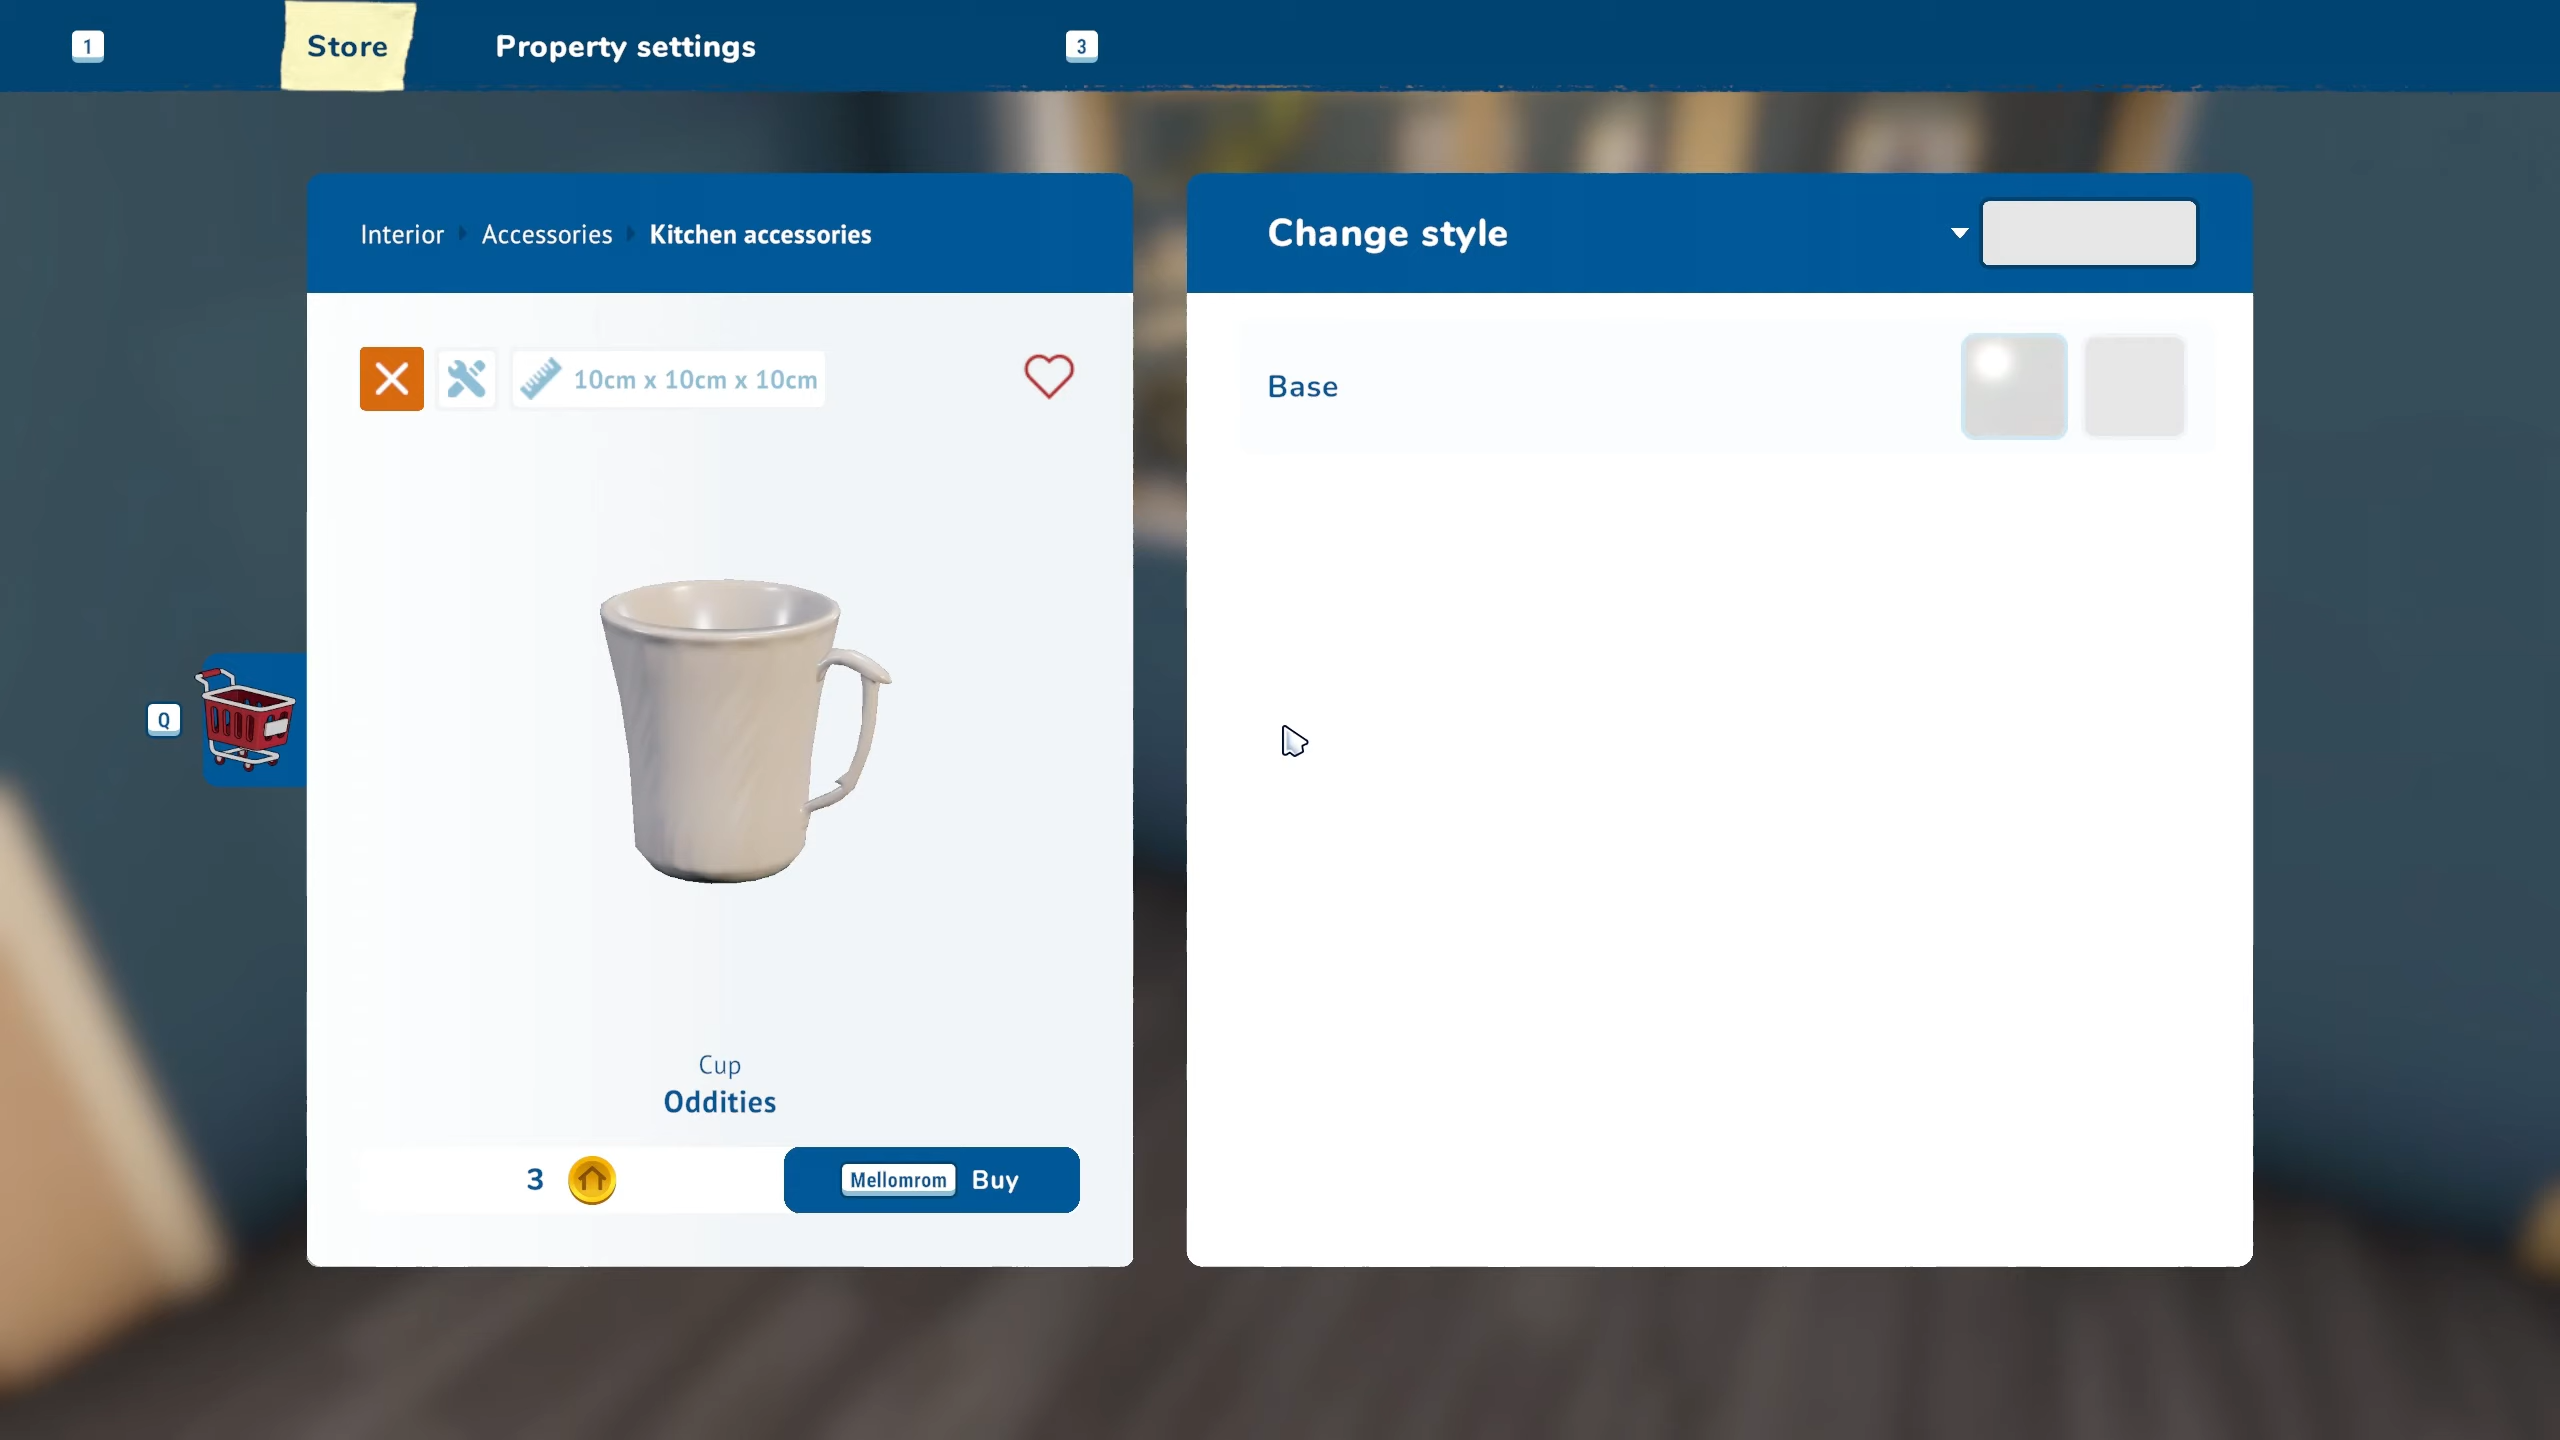 1
Store
Property settings
3
Interior
Accessories
Kitchen accessories
10cm x 10cm x 10cm
Q
Cup
Oddities
3
Mellomrom
Buy
Change style
Base